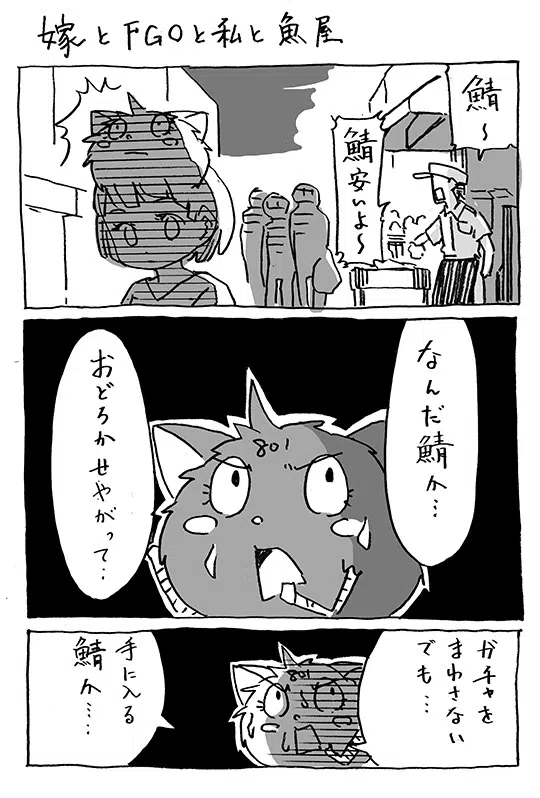 嫁とFGOと私と魚屋
鯖〜
鯖安いよ〜
なんだ鯖か…
おどろかせやがって…
801
ガチャを
まわさない
でも…
手に入る
鯖か……
801